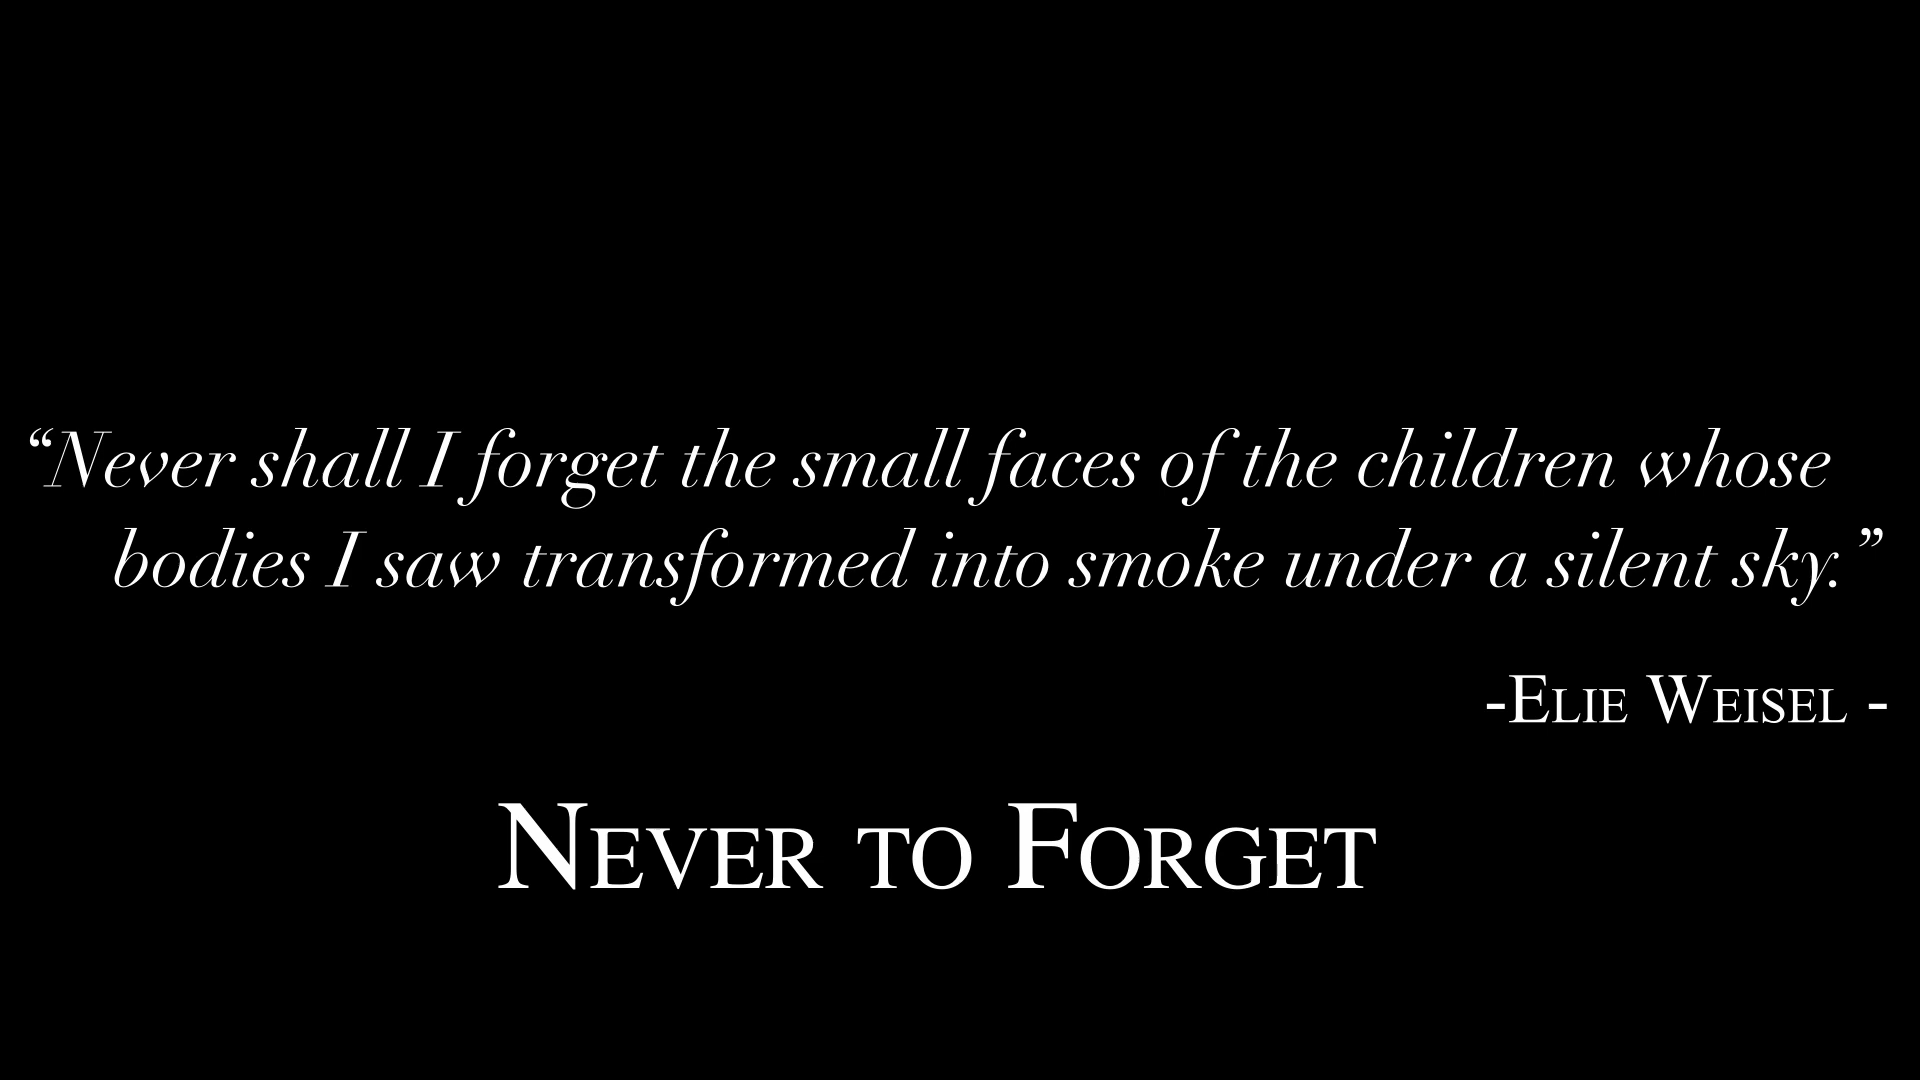 “Never shall I forget the small faces of the children whose
bodies I saw transformed into smoke under a silent sky.”
-Elie Weisel -
Never to Forget